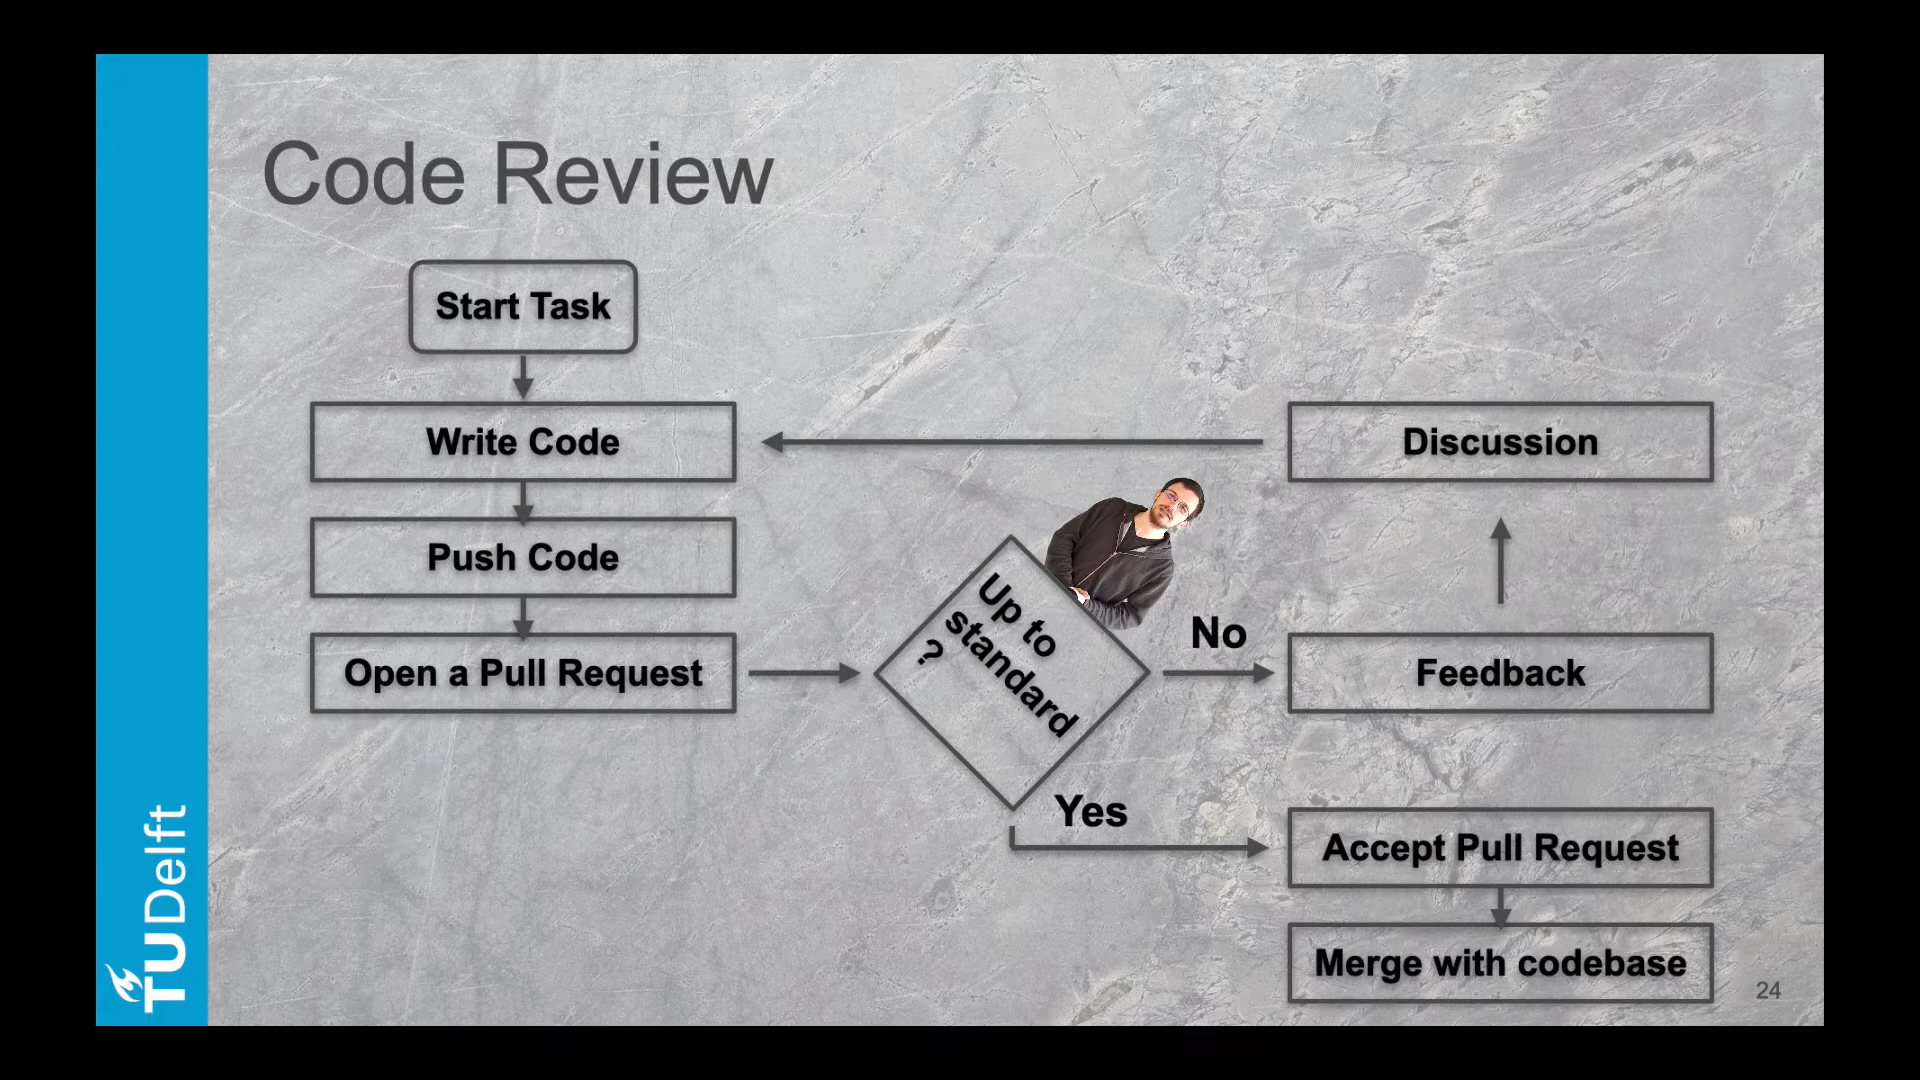 Code Review
Start Task
Write Code
Discussion
Push Code
Up to
standard
?
No
Open a Pull Request
Feedback
Yes
Accept Pull Request
Merge with codebase
24
TUDelft